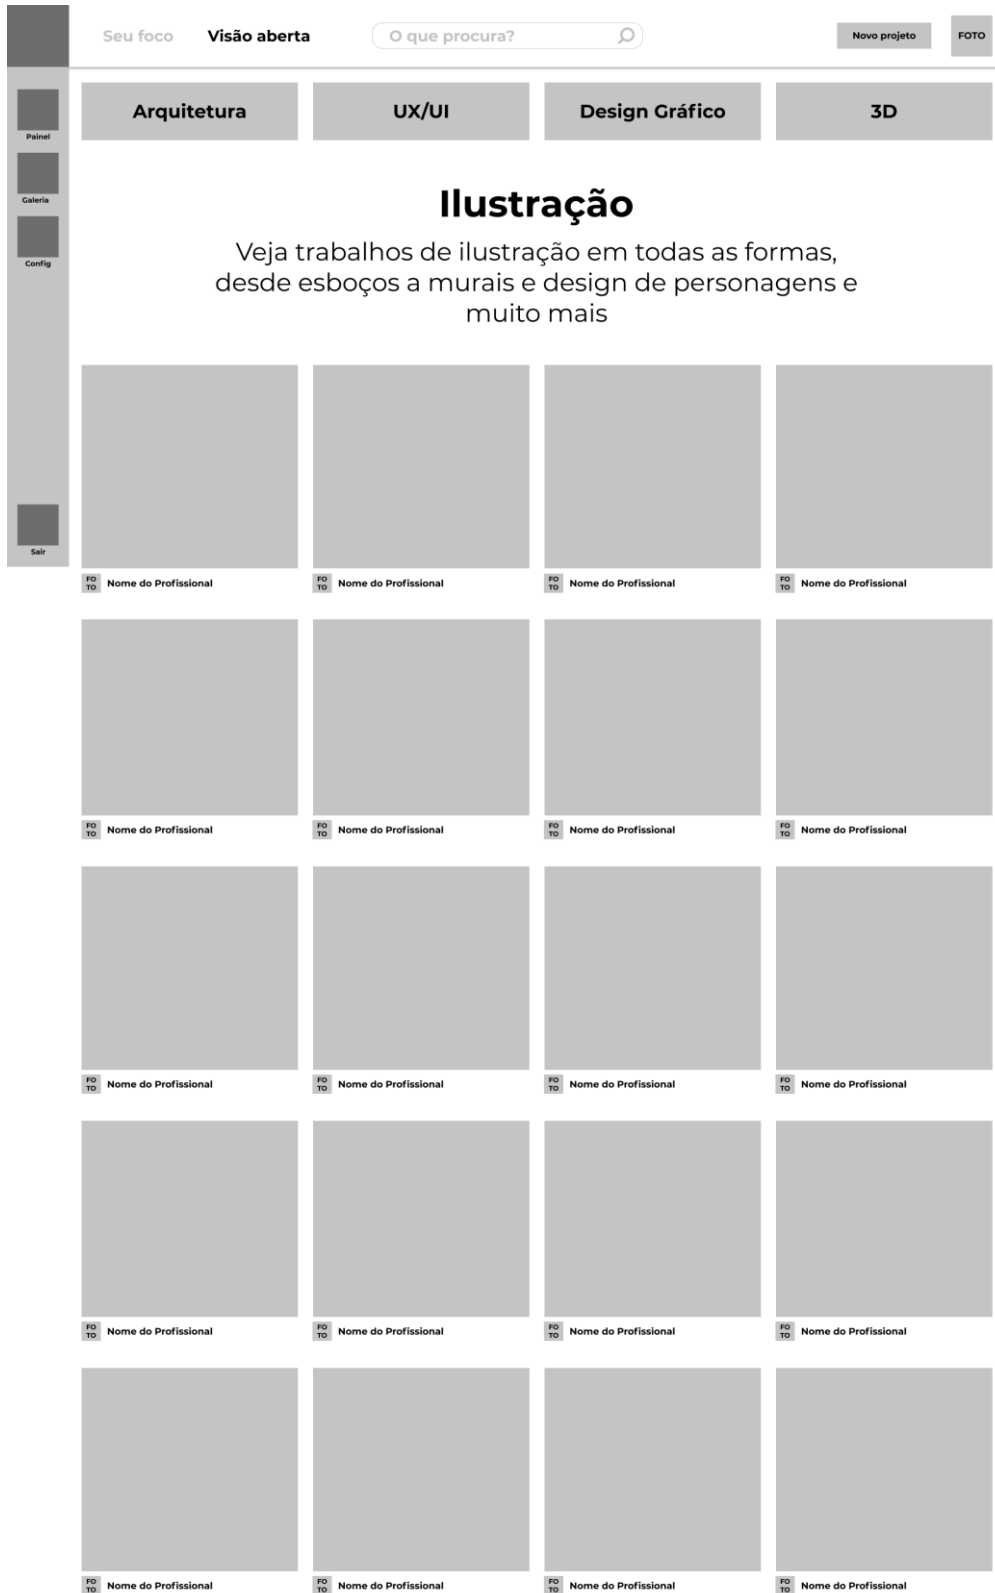 Seu foco
Visão aberta
O que procura?
Novo projeto
FOTO
Painel
Galeria
Config
Sair
Arquitetura
UX/UI
Design Gráfico
3D
Ilustração
Veja trabalhos de ilustração em todas as formas,
desde esboços a murais e design de personagens e
muito mais
FO
TO
Nome do Profissional
FO
TO
Nome do Profissional
FO
TO
Nome do Profissional
FO
TO
Nome do Profissional
FO
TO
Nome do Profissional
FO
TO
Nome do Profissional
FO
TO
Nome do Profissional
FO
TO
Nome do Profissional
FO
TO
Nome do Profissional
FO
TO
Nome do Profissional
FO
TO
Nome do Profissional
FO
TO
Nome do Profissional
FO
TO
Nome do Profissional
FO
TO
Nome do Profissional
FO
TO
Nome do Profissional
FO
TO
Nome do Profissional
FO
TO
Nome do Profissional
FO
TO
Nome do Profissional
FO
TO
Nome do Profissional
FO
TO
Nome do Profissional